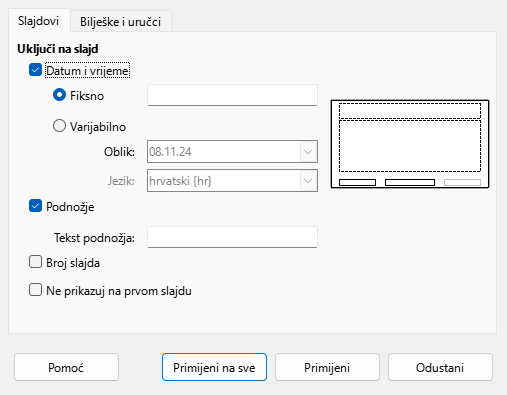 Slajdovi Bilješke i uručci
Uključi na slajd
Datum i vrijeme
Fiksno
Varijabilno
Oblik: 08.11.24
Jezik: hrvatski {hr}
Podnožje
Tekst podnožja:
Broj slajda
Ne prikazuj na prvom slajdu
Pomoć Primijeni na sve Primijeni Odustani